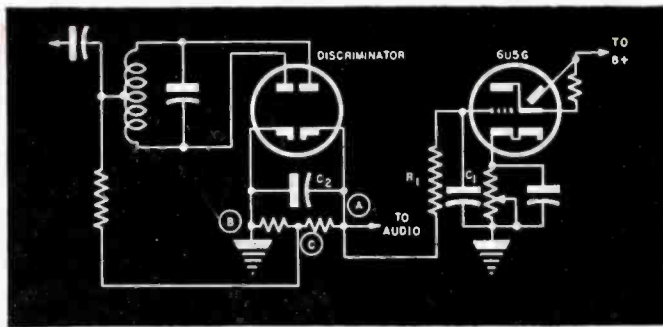 DISCRIMINATOR
6U5G
TO
B+
R1
C1
C2
A
B
C
TO
AUDIO